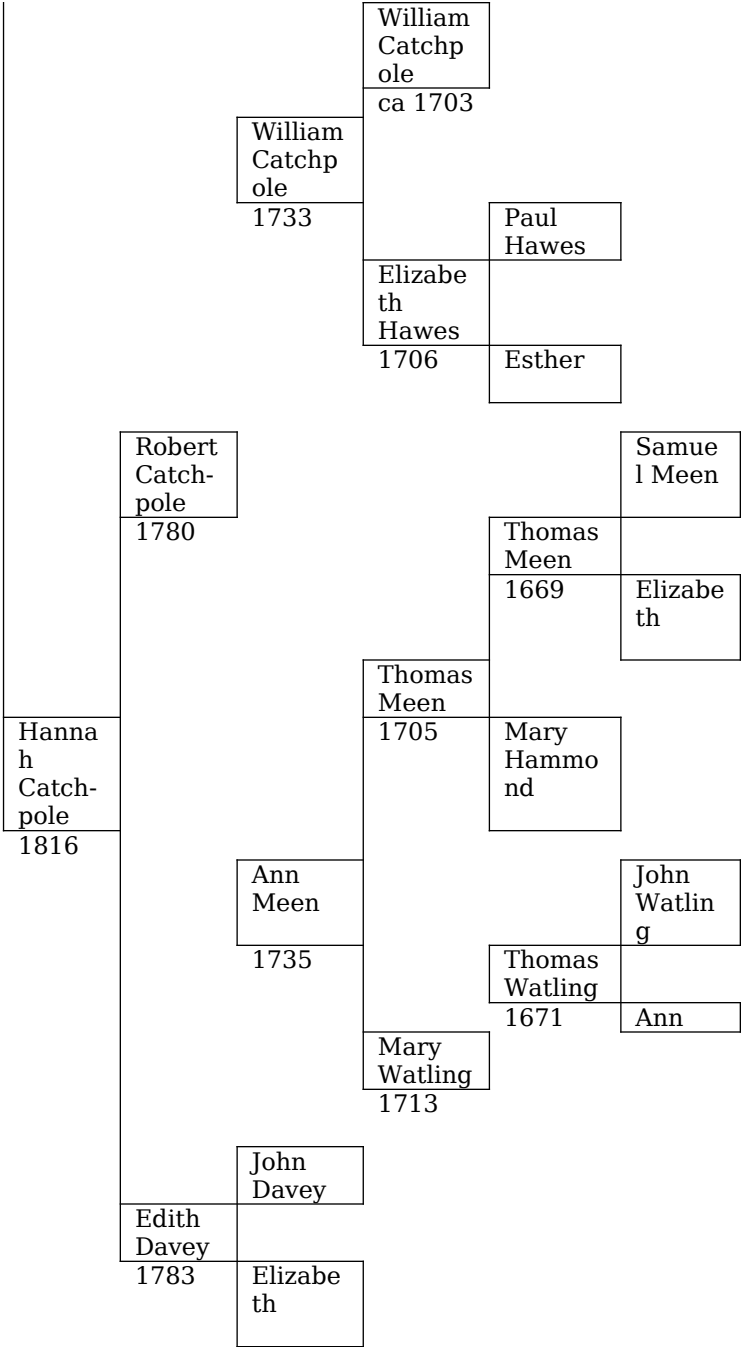 William
Catchp
ole
ca 1703
William
Catchp
ole
1733
Paul
Hawes
Elizabe
th
Hawes
1706
Esther
Robert
Catch-
pole
1780
Samue
l Meen
Thomas
Meen
1669
Elizabe
th
Thomas
Meen
1705
Mary
Hammo
nd
Hanna
h
Catch-
pole
1816
Ann
Meen
1735
John
Watlin
g
Thomas
Watling
1671
Ann
Mary
Watling
1713
John
Davey
Edith
Davey
1783
Elizabe
th